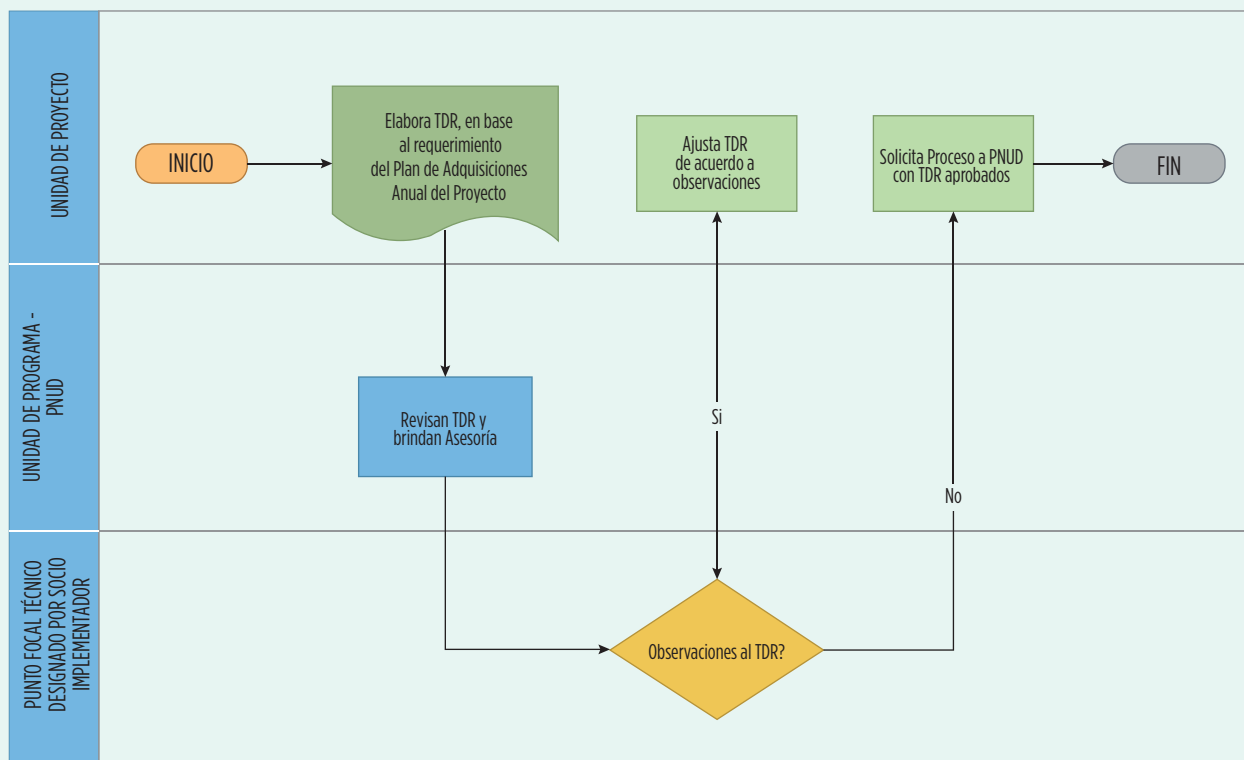 UNIDAD DE PROYECTO
INICIO
Elabora TDR, en base
al requerimiento
del Plan de Adquisiciones
Anual del Proyecto
Ajusta TDR
de acuerdo a
observaciones
Solicita Proceso a PNUD
con TDR aprobados
FIN
UNIDAD DE PROGRAMA -
PNUD
Revisan TDR y
brindan Asesoría
Si
No
PUNTO FOCAL TÉCNICO
DESIGNADO POR SOCIO
IMPLEMENTADOR
Observaciones al TDR?